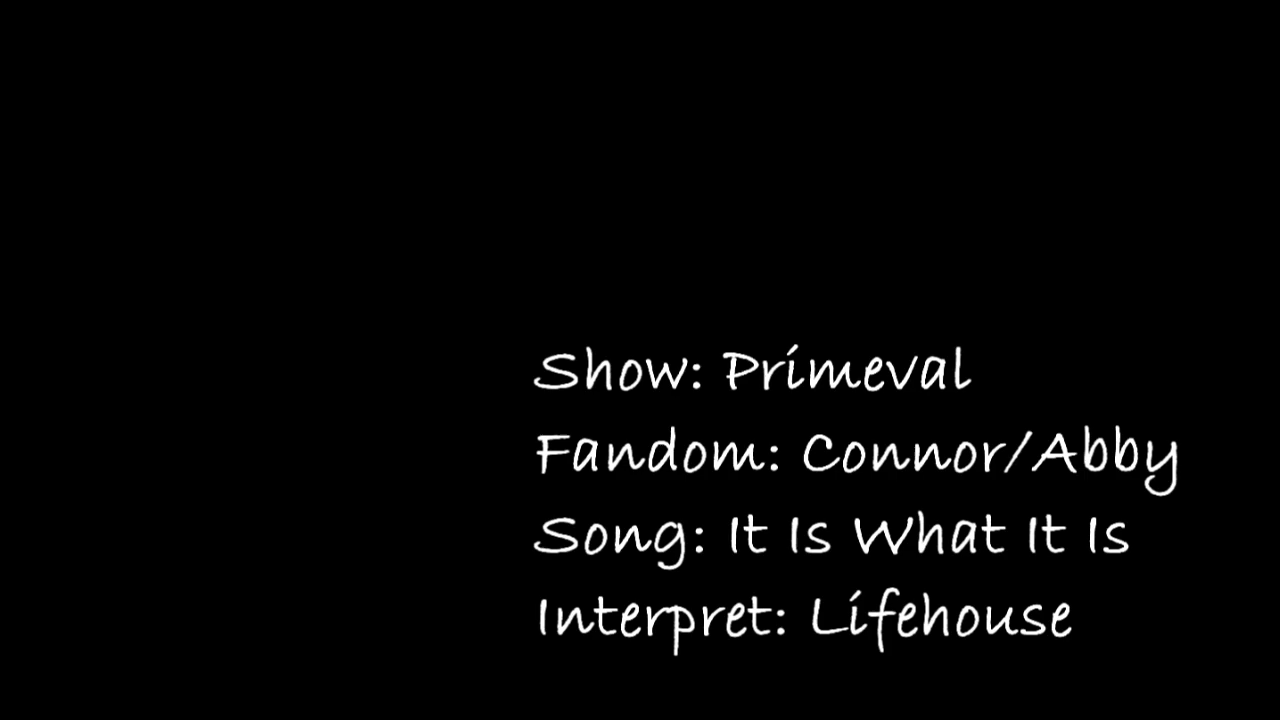 Show: Primeval
Fandom: Connor/Abby
Song: It Is What It Is
Interpret: Lifehouse